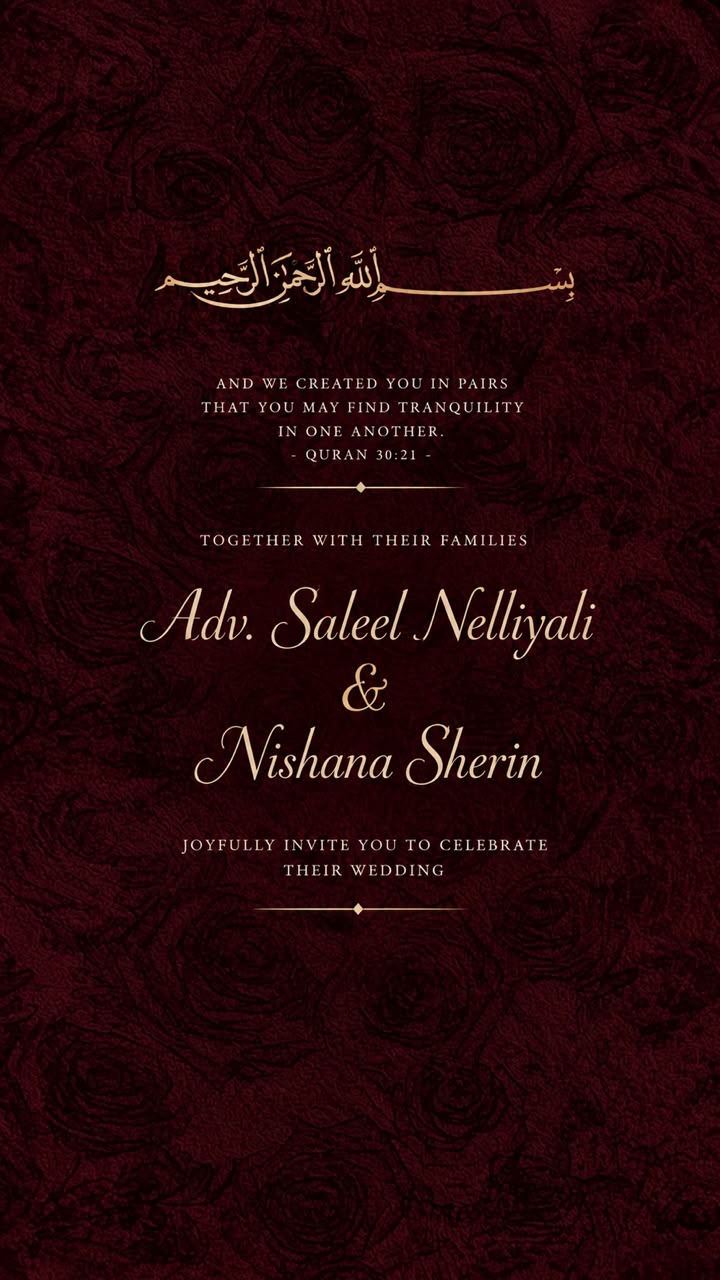 بِسْمِ اللَّهِ الرَّحْمَٰنِ الرَّحِيمِ
AND WE CREATED YOU IN PAIRS
THAT YOU MAY FIND TRANQUILITY
IN ONE ANOTHER.
- QURAN 30:21 -
TOGETHER WITH THEIR FAMILIES
Adv. Saleel Nelliyali
&
Nishana Sherin
JOYFULLY INVITE YOU TO CELEBRATE
THEIR WEDDING